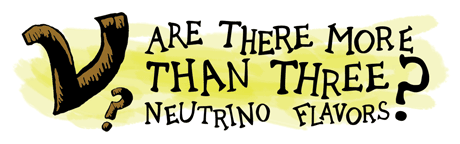 ν?
ARE THERE MORE
THAN THREE
NEUTRINO FLAVORS?